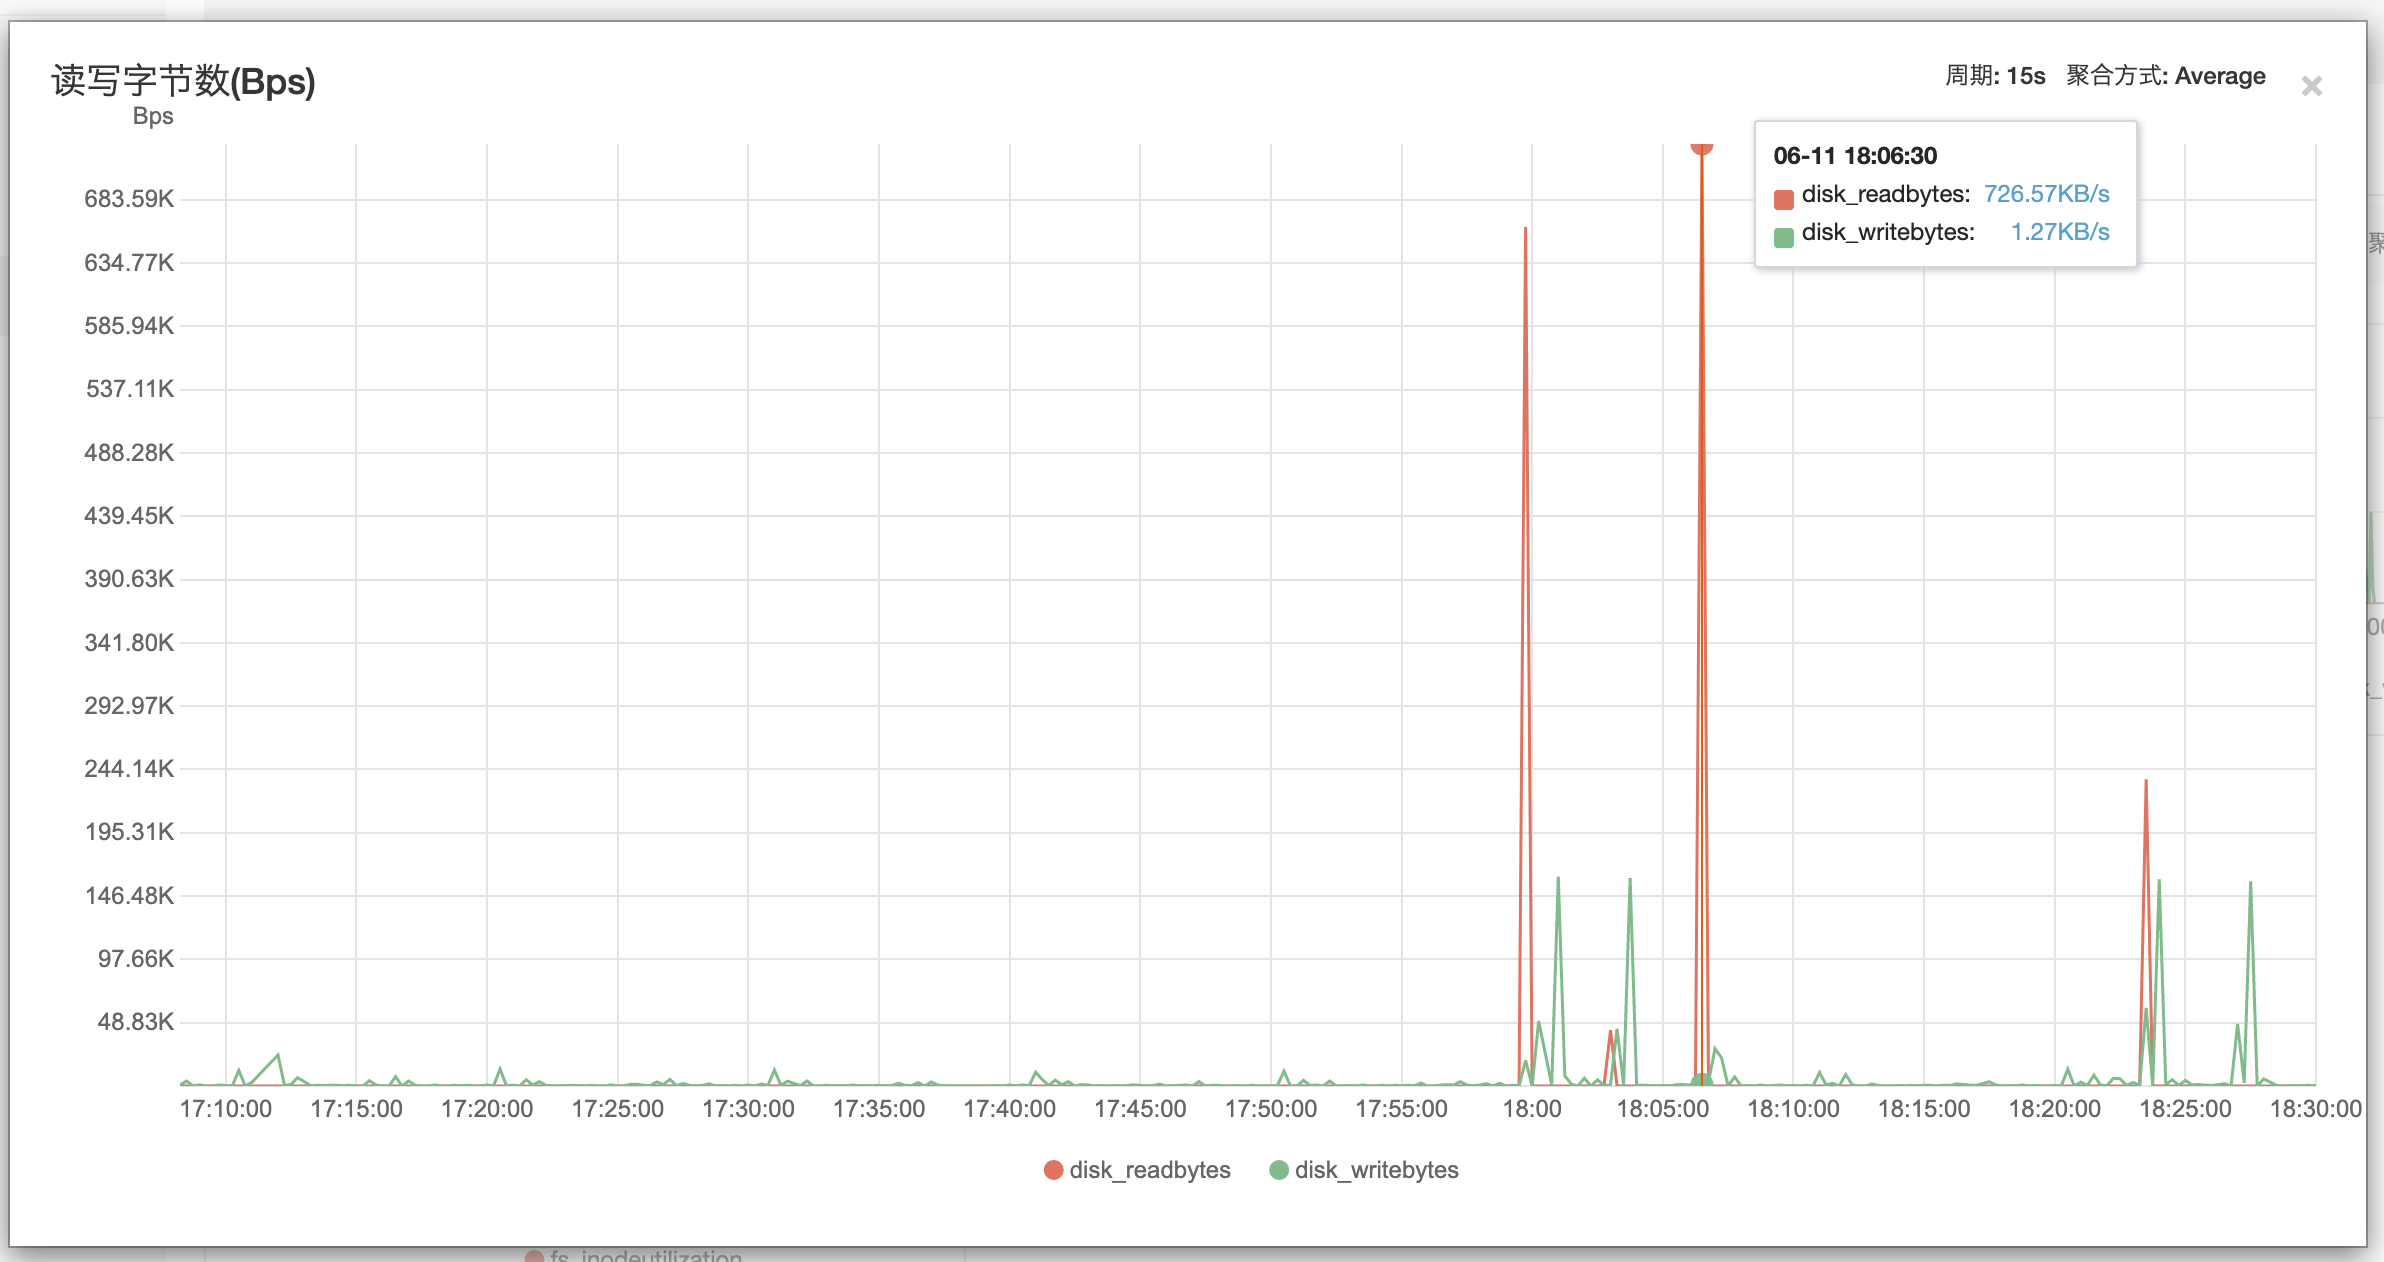 读写字节数(Bps)
周期: 15s 聚合方式: Average
Bps
06-11 18:06:30
disk_readbytes: 726.57KB/s
disk_writebytes: 1.27KB/s
683.59K
634.77K
585.94K
537.11K
488.28K
439.45K
390.63K
341.80K
292.97K
244.14K
195.31K
146.48K
97.66K
48.83K
17:10:00 17:15:00 17:20:00 17:25:00 17:30:00 17:35:00 17:40:00 17:45:00 17:50:00 17:55:00 18:00 18:05:00 18:10:00 18:15:00 18:20:00 18:25:00 18:30:00
disk_readbytes disk_writebytes
fs_inodeutilization
聚